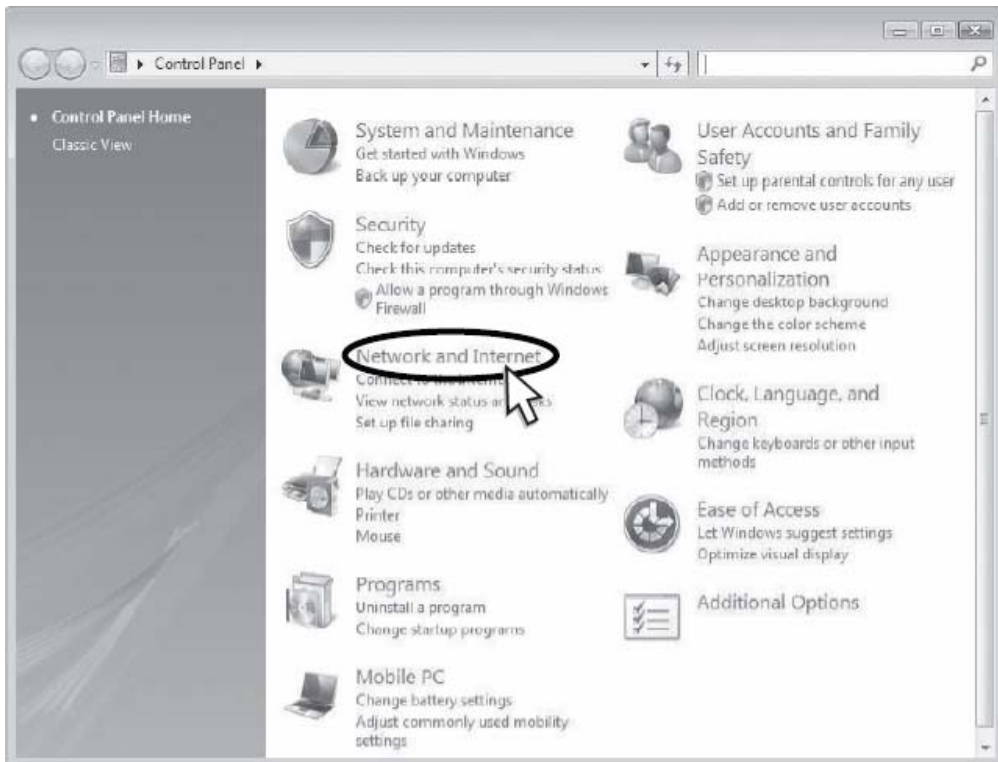 Control Panel
Control Panel Home
Classic View
System and Maintenance
Get started with Windows
Back up your computer
Security
Check for updates
Check this computer's security status
Allow a program through Windows
Firewall
Network and Internet
Connect to the
View network status
Set up file sharing
Hardware and Sound
Play CDs or other media automatically
Printer
Mouse
Programs
Uninstall a program
Change startup programs
Mobile PC
Change battery settings
Adjust commonly used mobility
settings
User Accounts and Family
Safety
Set up parental controls for any user
Add or remove user accounts
Appearance and
Personalization
Change desktop background
Change the color scheme
Adjust screen resolution
Clock, Language, and
Region
Change keyboards or other input
methods
Ease of Access
Let Windows suggest settings
Optimize visual display
Additional Options